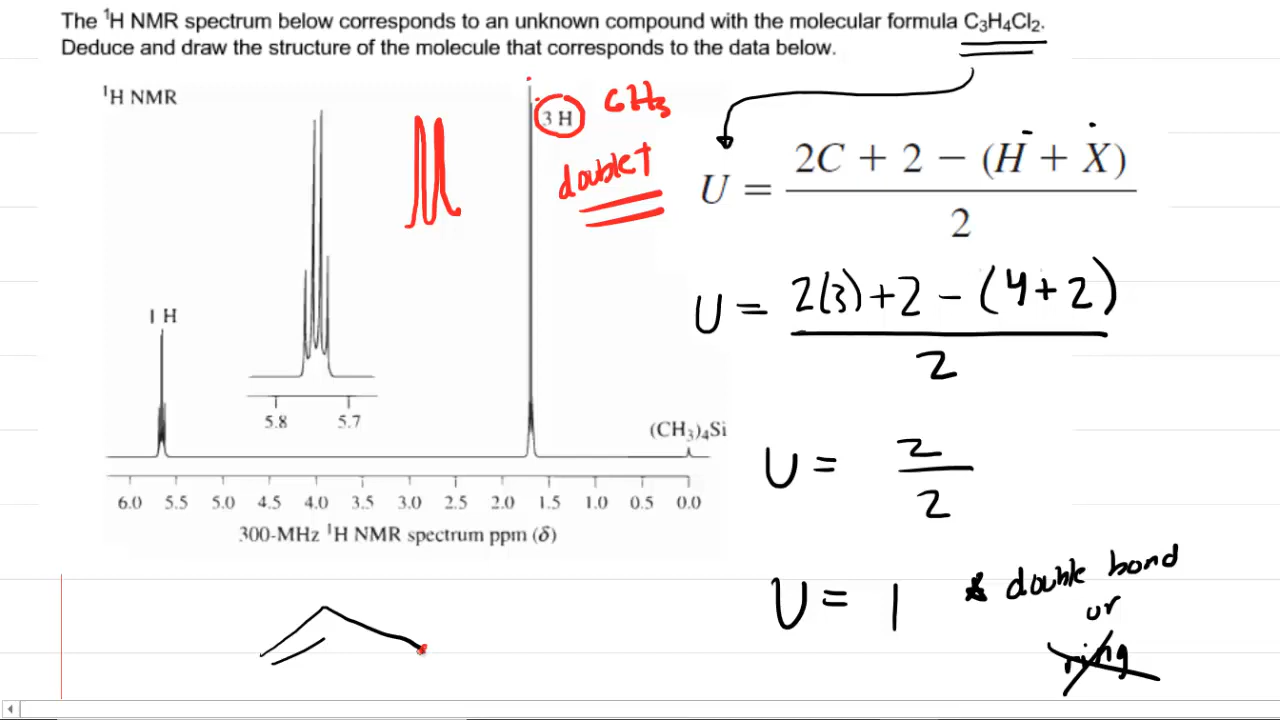 The ¹H NMR spectrum below corresponds to an unknown compound with the molecular formula C₃H₄Cl₂.
Deduce and draw the structure of the molecule that corresponds to the data below.
¹H NMR
3 H
CH₃
doublet
1 H
5.8 5.7
(CH₃)₄Si
6.0 5.5 5.0 4.5 4.0 3.5 3.0 2.5 2.0 1.5 1.0 0.5 0.0
300-MHz ¹H NMR spectrum ppm (δ)
U = 2C + 2 − (H + X)
2
U = 2(3) + 2 − (4 + 2)
2
U = 2
2
U = 1
double bond
or
ring